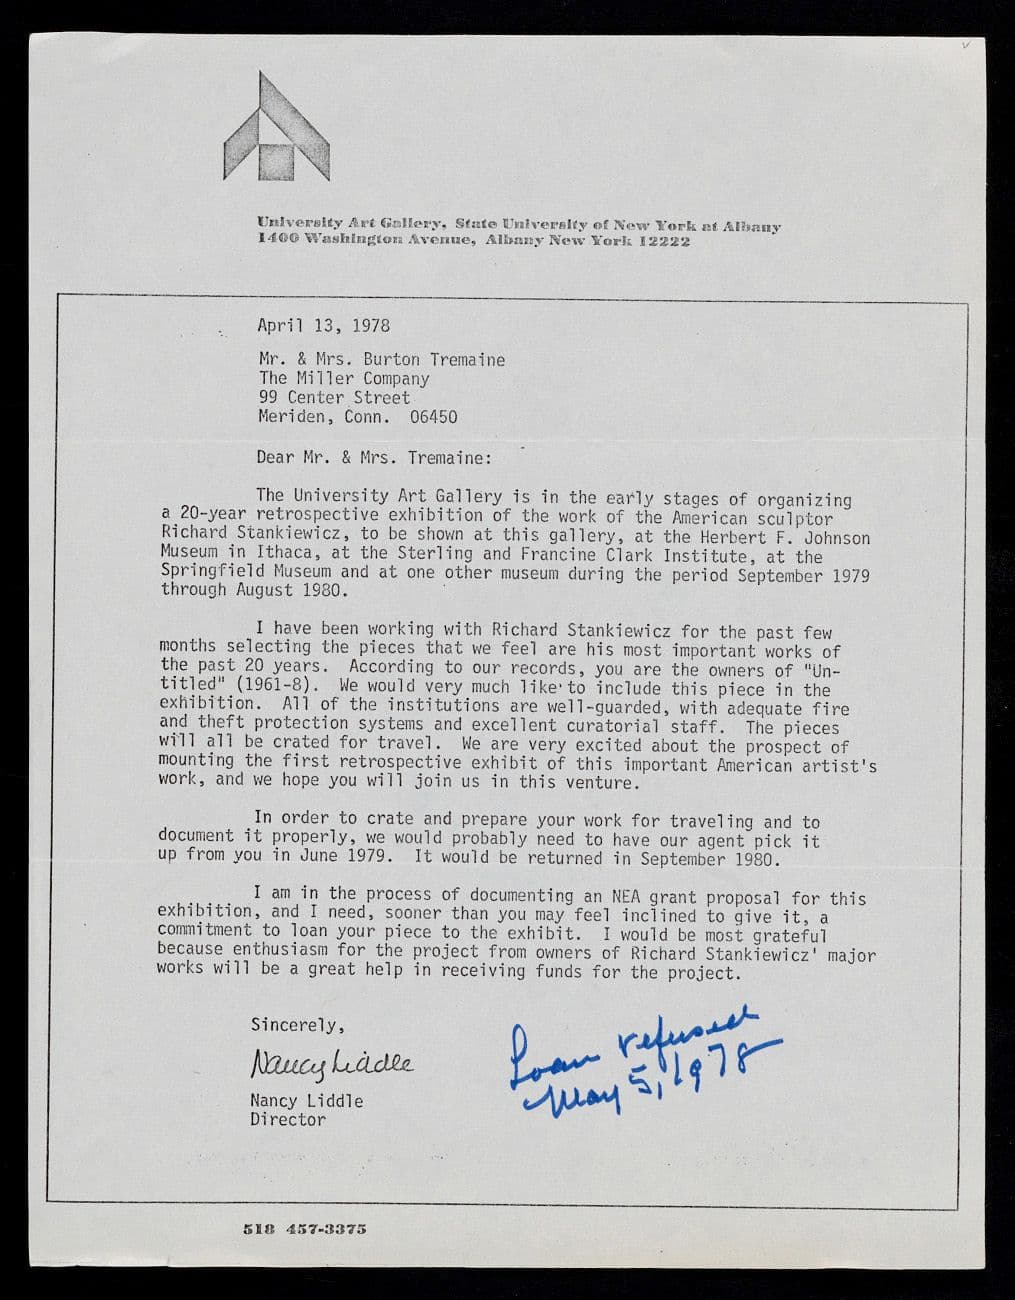 University Art Gallery, State University of New York at Albany
1400 Washington Avenue, Albany New York 12222
April 13, 1978
Mr. & Mrs. Burton Tremaine
The Miller Company
99 Center Street
Meriden, Conn.  06450
Dear Mr. & Mrs. Tremaine:
The University Art Gallery is in the early stages of organizing
a 20-year retrospective exhibition of the work of the American sculptor
Richard Stankiewicz, to be shown at this gallery, at the Herbert F. Johnson
Museum in Ithaca, at the Sterling and Francine Clark Institute, at the
Springfield Museum and at one other museum during the period September 1979
through August 1980.
I have been working with Richard Stankiewicz for the past few
months selecting the pieces that we feel are his most important works of
the past 20 years.  According to our records, you are the owners of "Un-
titled" (1961-8).  We would very much like to include this piece in the
exhibition.  All of the institutions are well-guarded, with adequate fire
and theft protection systems and excellent curatorial staff.  The pieces
will all be crated for travel.  We are very excited about the prospect of
mounting the first retrospective exhibit of this important American artist's
work, and we hope you will join us in this venture.
In order to crate and prepare your work for traveling and to
document it properly, we would probably need to have our agent pick it
up from you in June 1979.  It would be returned in September 1980.
I am in the process of documenting an NEA grant proposal for this
exhibition, and I need, sooner than you may feel inclined to give it, a
commitment to loan your piece to the exhibit.  I would be most grateful
because enthusiasm for the project from owners of Richard Stankiewicz' major
works will be a great help in receiving funds for the project.
Sincerely,
Nancy Liddle
Nancy Liddle
Director
Loan refused
May 5, 1978
518 457-3375